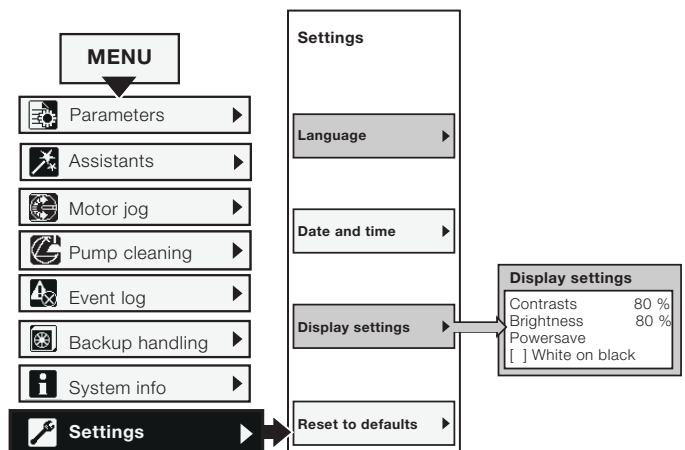 MENU
Parameters
Assistants
Motor jog
Pump cleaning
Event log
Backup handling
System info
Settings
Settings
Language
Date and time
Display settings
Reset to defaults
Display settings
Contrasts 80 %
Brightness 80 %
Powersave
[ ] White on black